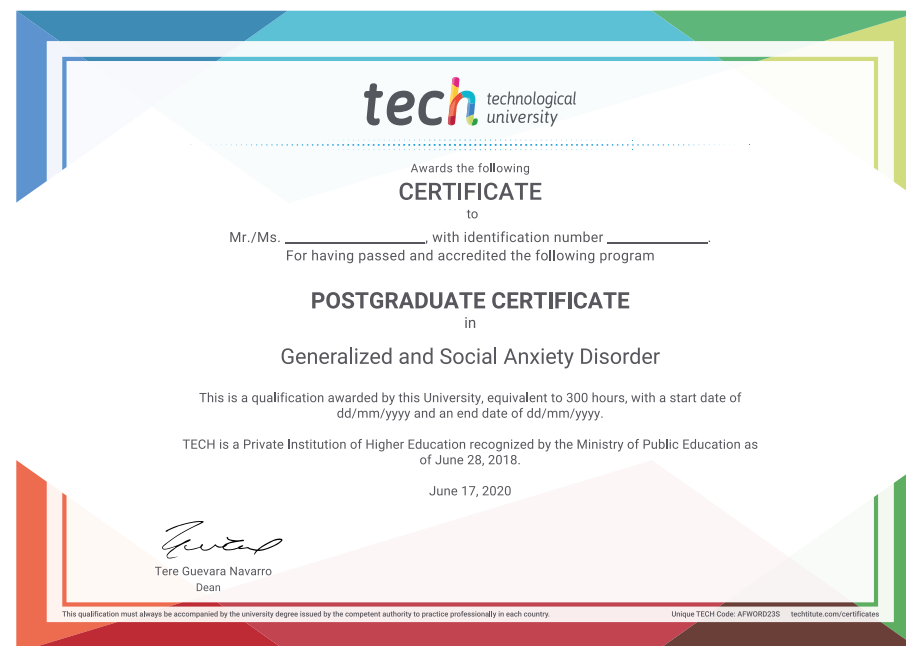 tech technological
university
Awards the following
CERTIFICATE
to
Mr./Ms. ____________________, with identification number ______________.
For having passed and accredited the following program
POSTGRADUATE CERTIFICATE
in
Generalized and Social Anxiety Disorder
This is a qualification awarded by this University, equivalent to 300 hours, with a start date of
dd/mm/yyyy and an end date of dd/mm/yyyy.
TECH is a Private Institution of Higher Education recognized by the Ministry of Public Education as
of June 28, 2018.
June 17, 2020
Tere Guevara Navarro
Dean
This qualification must always be accompanied by the university degree issued by the competent authority to practice professionally in each country.
Unique TECH Code: AFWORD23S techtitute.com/certificates